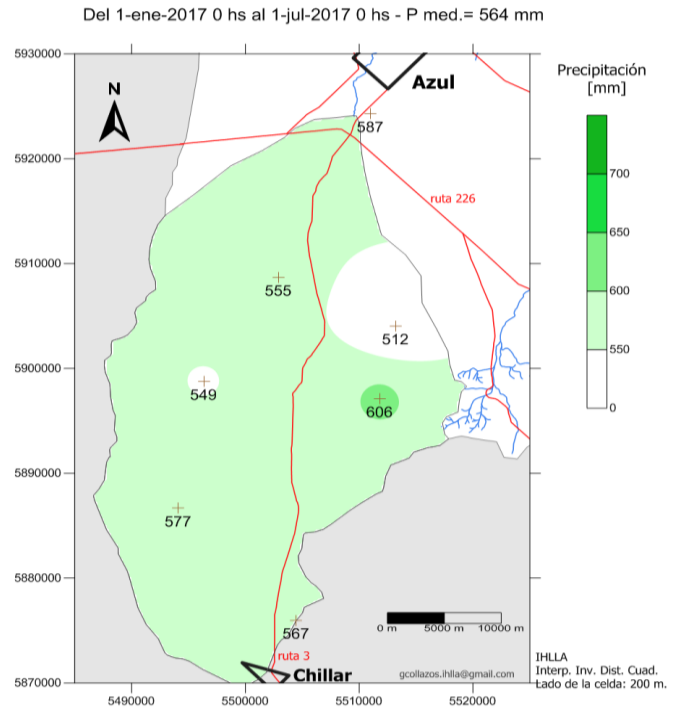 Del 1-ene-2017 0 hs al 1-jul-2017 0 hs - P med.= 564 mm
5930000
5920000
5910000
5900000
5890000
5880000
5870000
5490000
5500000
5510000
5520000
N
Azul
587
ruta 226
555
512
549
606
577
567
ruta 3
Chillar
0 m
5000 m
10000 m
gcollazos.ihlla@gmail.com
Precipitación
[mm]
700
650
600
550
0
IHLLA
Interp. Inv. Dist. Cuad.
Lado de la celda: 200 m.